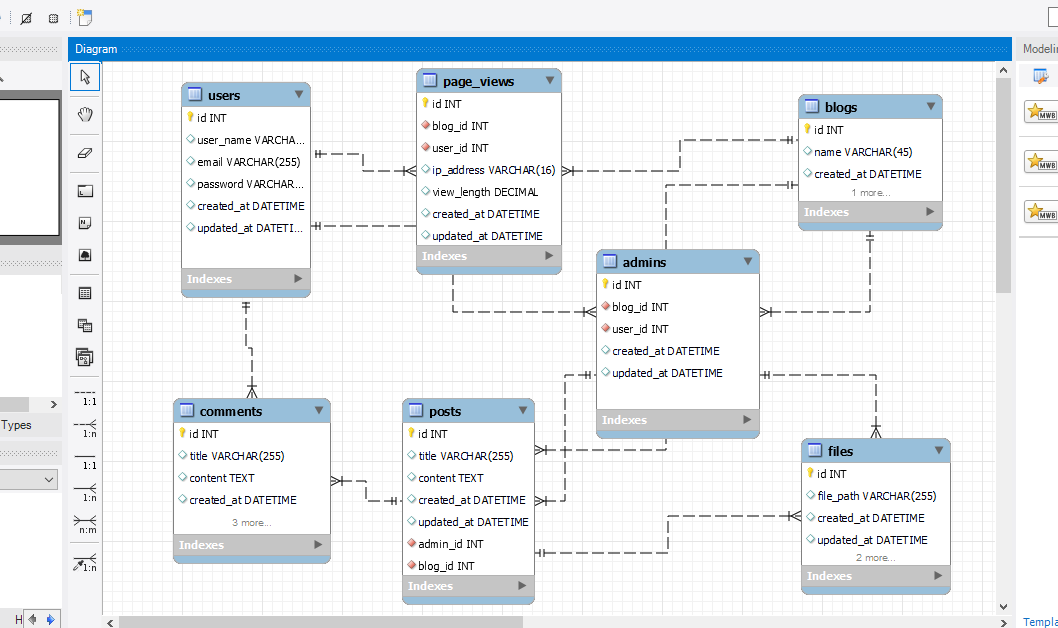 Diagram
Modelin
users
id INT
user_name VARCHA...
email VARCHAR(255)
password VARCHAR...
created_at DATETIME
updated_at DATETI...
Indexes
page_views
id INT
blog_id INT
user_id INT
ip_address VARCHAR(16)
view_length DECIMAL
created_at DATETIME
updated_at DATETIME
Indexes
blogs
id INT
name VARCHAR(45)
created_at DATETIME
1 more...
Indexes
admins
id INT
blog_id INT
user_id INT
created_at DATETIME
updated_at DATETIME
Indexes
comments
id INT
title VARCHAR(255)
content TEXT
created_at DATETIME
3 more...
Indexes
posts
id INT
title VARCHAR(255)
content TEXT
created_at DATETIME
updated_at DATETIME
admin_id INT
blog_id INT
Indexes
files
id INT
file_path VARCHAR(255)
created_at DATETIME
updated_at DATETIME
2 more...
Indexes
1:1
1:n
1:1
1:n
n:m
1:n
Types
H
MWB
MWB
MWB
Templa